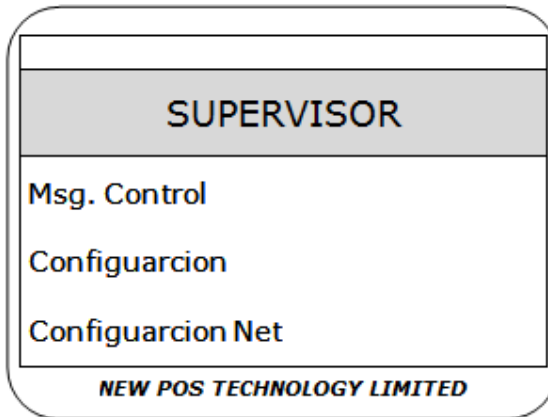 SUPERVISOR
Msg. Control
Configuarcion
Configuarcion Net
NEW POS TECHNOLOGY LIMITED